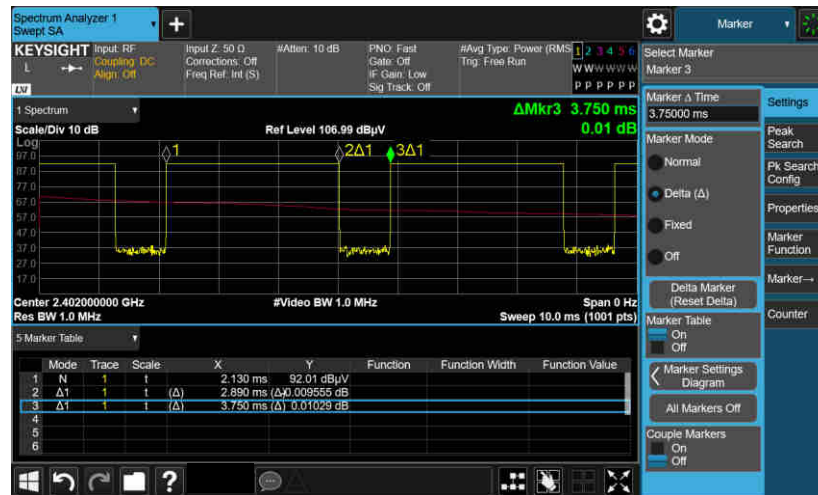 Spectrum Analyzer 1
Swept SA
Marker
KEYSIGHT
L
LXI
Input: RF
Coupling: DC
Align: Off
Input Z: 50 Ω
Corrections: Off
Freq Ref: Int (S)
#Atten: 10 dB
PNO: Fast
Gate: Off
IF Gain: Low
Sig Track: Off
#Avg Type: Power (RMS
Trig: Free Run
1 2 3 4 5 6
W W W W W W
P P P P P P
Select Marker
Marker 3
1 Spectrum
ΔMkr3 3.750 ms
0.01 dB
Scale/Div 10 dB
Ref Level 106.99 dBµV
Log
97.0
87.0
77.0
67.0
57.0
47.0
37.0
27.0
17.0
1
2Δ1
3Δ1
Center 2.402000000 GHz
#Video BW 1.0 MHz
Span 0 Hz
Res BW 1.0 MHz
Sweep 10.0 ms (1001 pts)
5 Marker Table
Mode Trace Scale X Y Function Function Width Function Value
1 N 1 t 2.130 ms 92.01 dBµV
2 Δ1 1 t (Δ) 2.890 ms (Δ) 0.009555 dB
3 Δ1 1 t (Δ) 3.750 ms (Δ) 0.01029 dB
4
5
6
Marker Δ Time
3.75000 ms
Marker Mode
Normal
Delta (Δ)
Fixed
Off
Delta Marker
(Reset Delta)
Marker Table
On
Off
Marker Settings
Diagram
All Markers Off
Couple Markers
On
Off
Settings
Peak
Search
Pk Search
Config
Properties
Marker
Function
Marker→
Counter
?